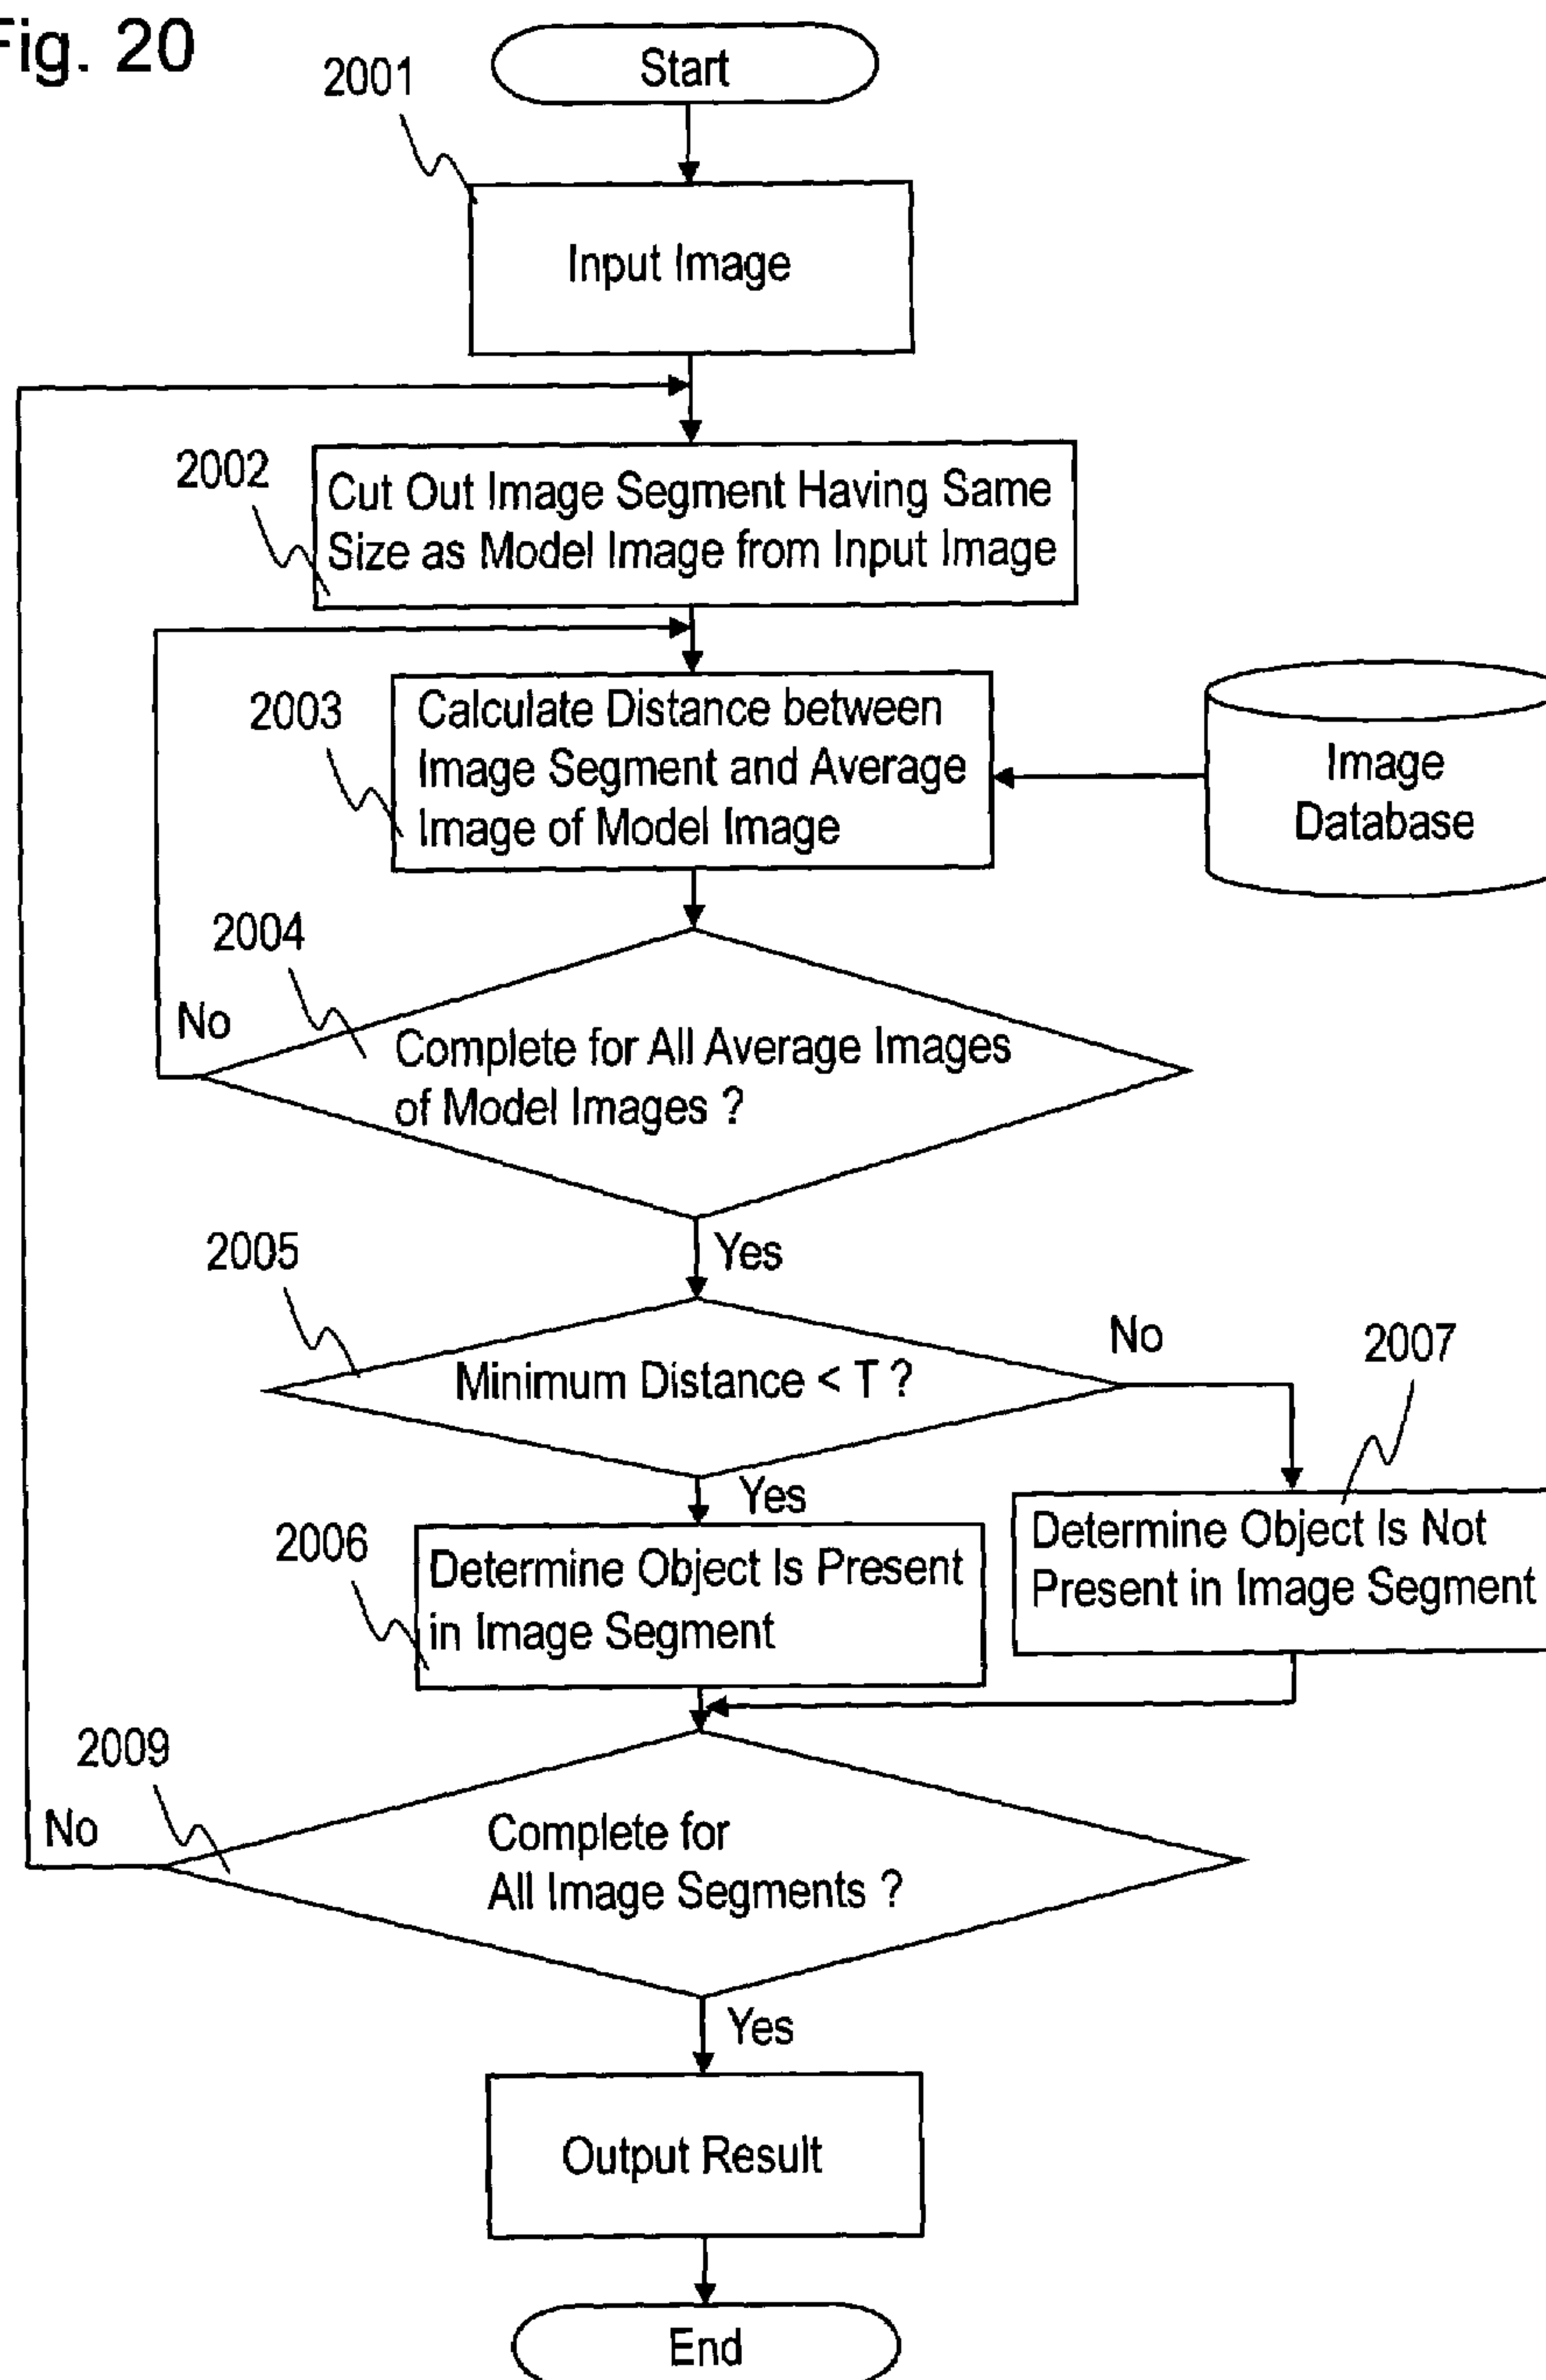 Fig. 20
Start
2001
Input Image
2002
Cut Out Image Segment Having Same
Size as Model Image from Input Image
2003
Calculate Distance between
Image Segment and Average
Image of Model Image
Image
Database
2004
No
Complete for All Average Images
of Model Images ?
Yes
2005
Minimum Distance < T ?
No
2007
Yes
2006
Determine Object Is Present
in Image Segment
Determine Object Is Not
Present in Image Segment
2009
No
Complete for
All Image Segments ?
Yes
Output Result
End